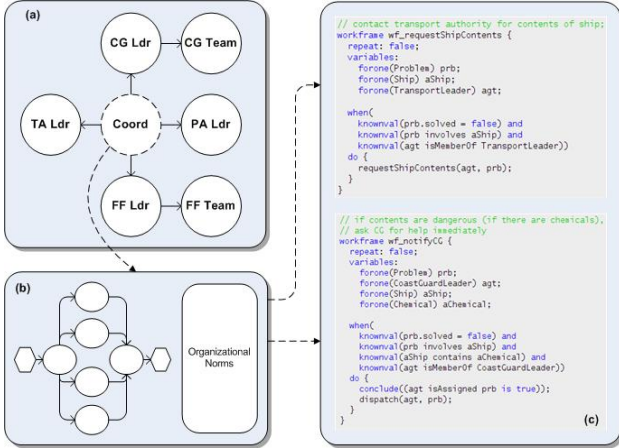 (a)
CG Ldr
CG Team
TA Ldr
Coord
PA Ldr
FF Ldr
FF Team
(b)
Organizational
Norms
// contact transport authority for contents of ship;
workframe wf_requestShipContents {
repeat: false;
variables:
forone(Problem) prb;
forone(Ship) aShip;
forone(TransportLeader) agt;
when(
knownval(prb.solved = false) and
knownval(prb involves aShip) and
knownval(agt isMemberOf TransportLeader))
do {
requestShipContents(agt, prb);
}
}
// if contents are dangerous (if there are chemicals),
// ask CG for help immediately
workframe wf_notifyCG {
repeat: false;
variables:
forone(Problem) prb;
forone(CoastGuardLeader) agt;
forone(Ship) aShip;
forone(Chemical) aChemical;
when(
knownval(prb.solved = false) and
knownval(prb involves aShip) and
knownval(aShip contains aChemical) and
knownval(agt isMemberOf CoastGuardLeader))
do {
conclude((agt isAssigned prb is true));
dispatch(agt, prb);
}
}
(c)